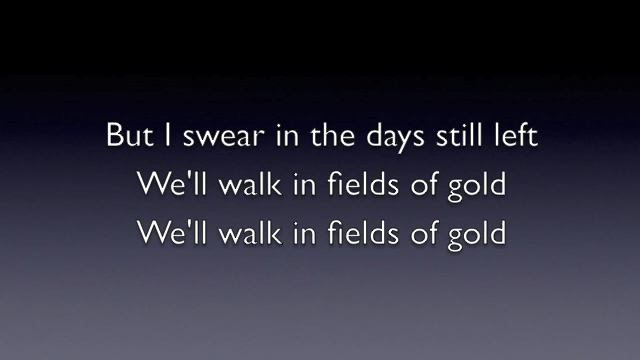 But I swear in the days still left
We'll walk in fields of gold
We'll walk in fields of gold